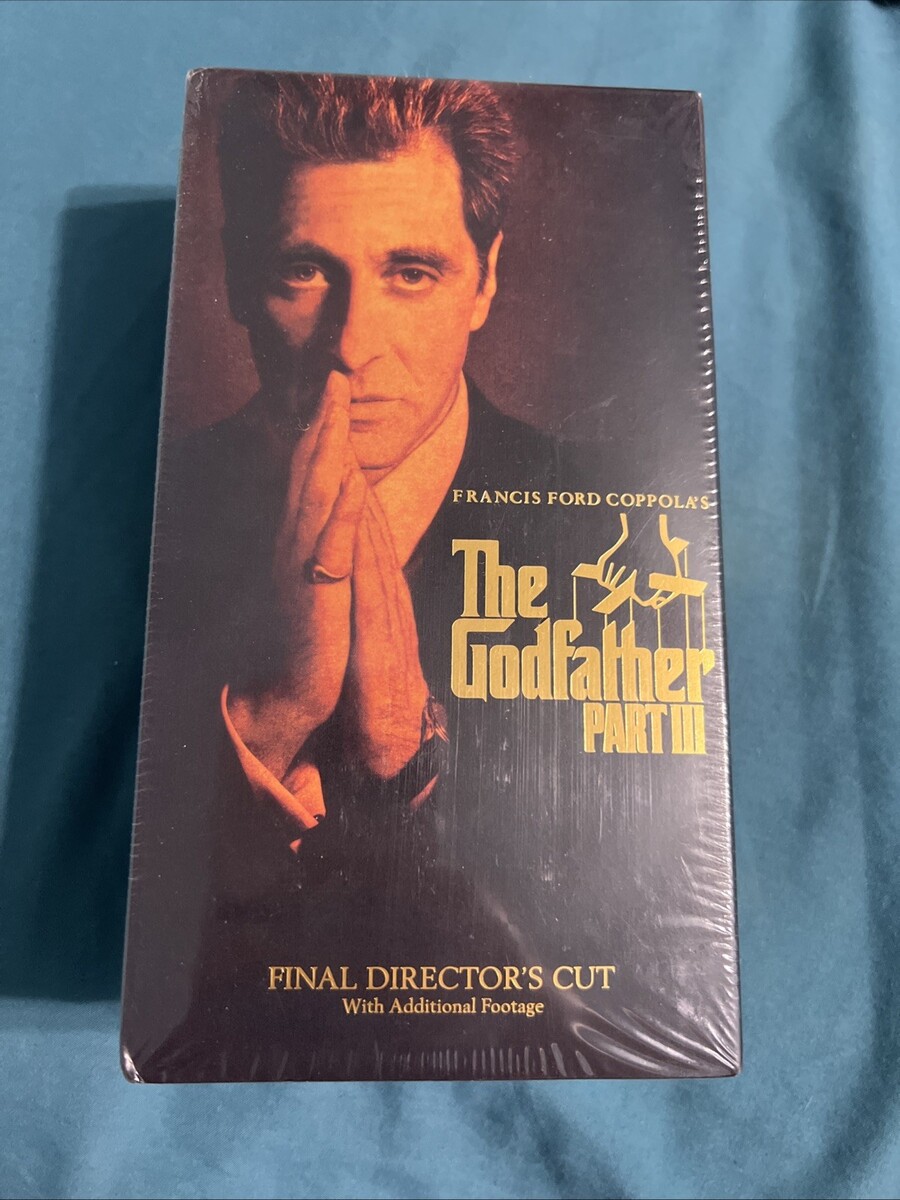 FRANCIS FORD COPPOLA'S
The
Godfather
PART III
FINAL DIRECTOR'S CUT
With Additional Footage